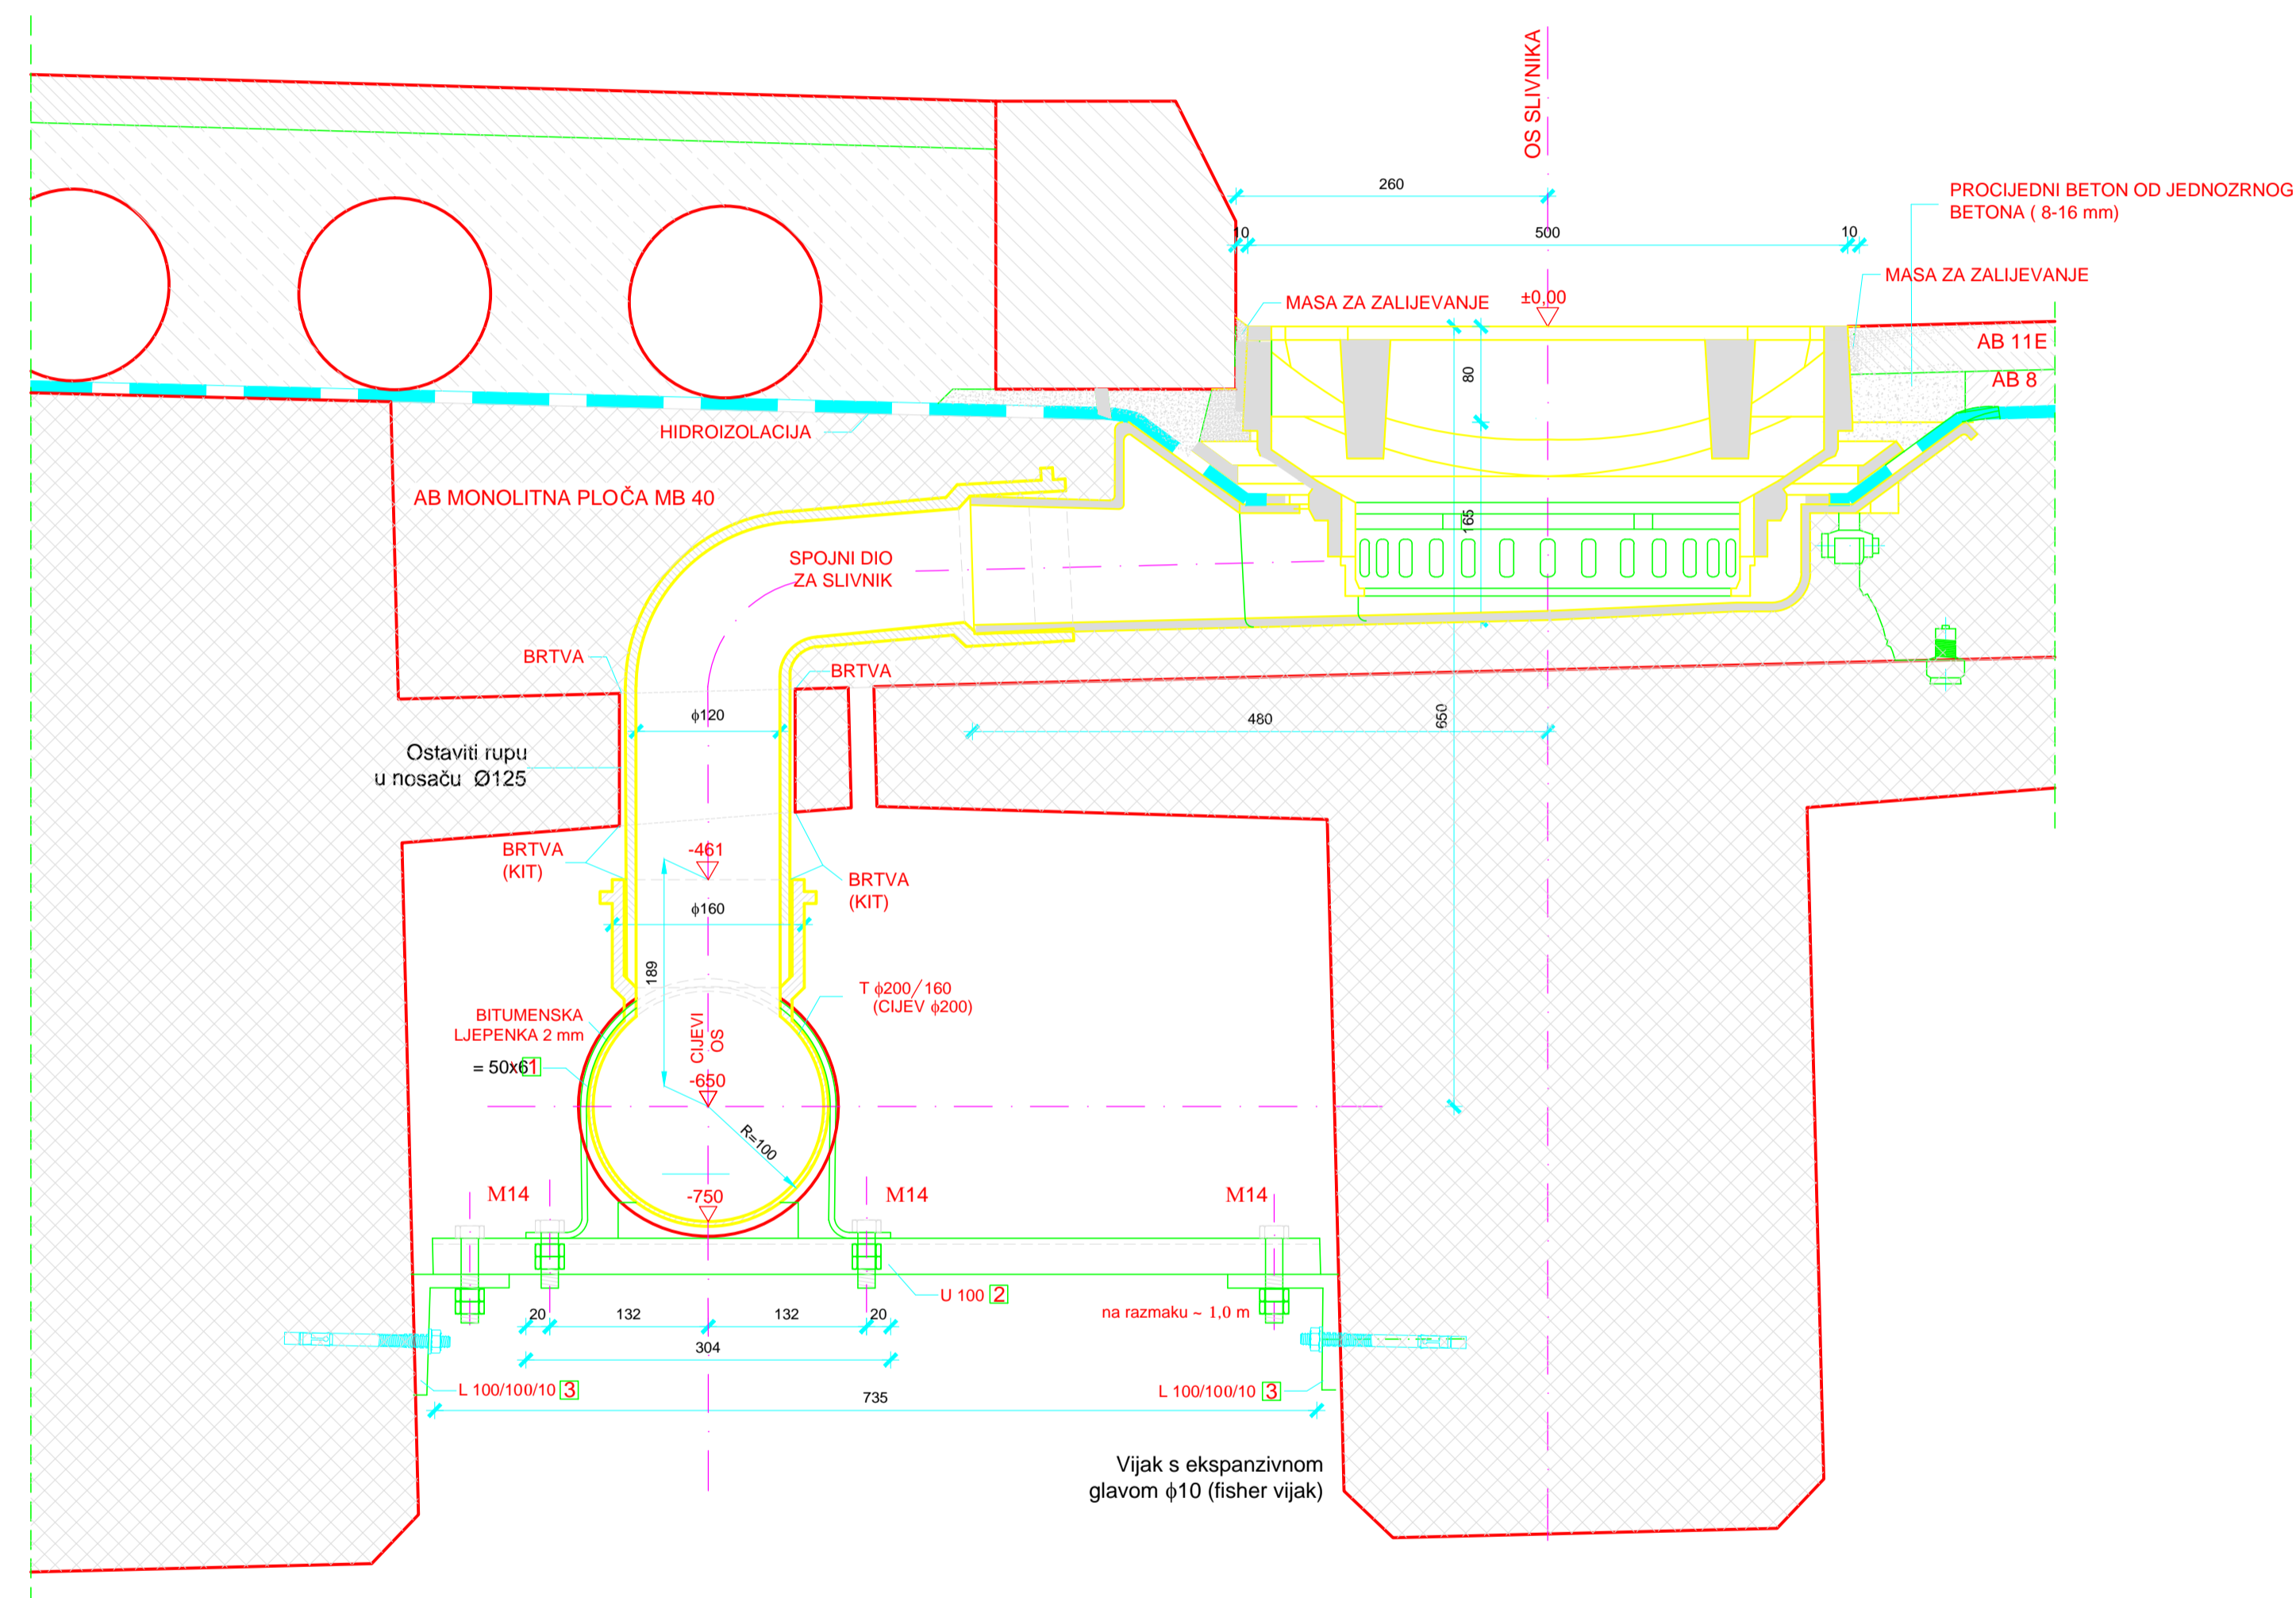 OS SLIVNIKA
260
PROCIJEDNI BETON OD JEDNOZRNOG
BETONA ( 8-16 mm)
10
500
10
MASA ZA ZALIJEVANJE
MASA ZA ZALIJEVANJE
±0,00
AB 11E
AB 8
80
HIDROIZOLACIJA
AB MONOLITNA PLOČA MB 40
165
SPOJNI DIO
ZA SLIVNIK
BRTVA
BRTVA
ϕ120
480
650
Ostaviti rupu
u nosaču Ø125
BRTVA
(KIT)
-461
BRTVA
(KIT)
ϕ160
189
T ϕ200/160
(CIJEV ϕ200)
BITUMENSKA
LJEPENKA 2 mm
CIJEVI
OS
= 50x6 1
-650
R=100
M14
-750
M14
M14
U 100 2
na razmaku ~ 1,0 m
20
132
132
20
304
L 100/100/10 3
L 100/100/10 3
735
Vijak s ekspanzivnom
glavom ϕ10 (fisher vijak)